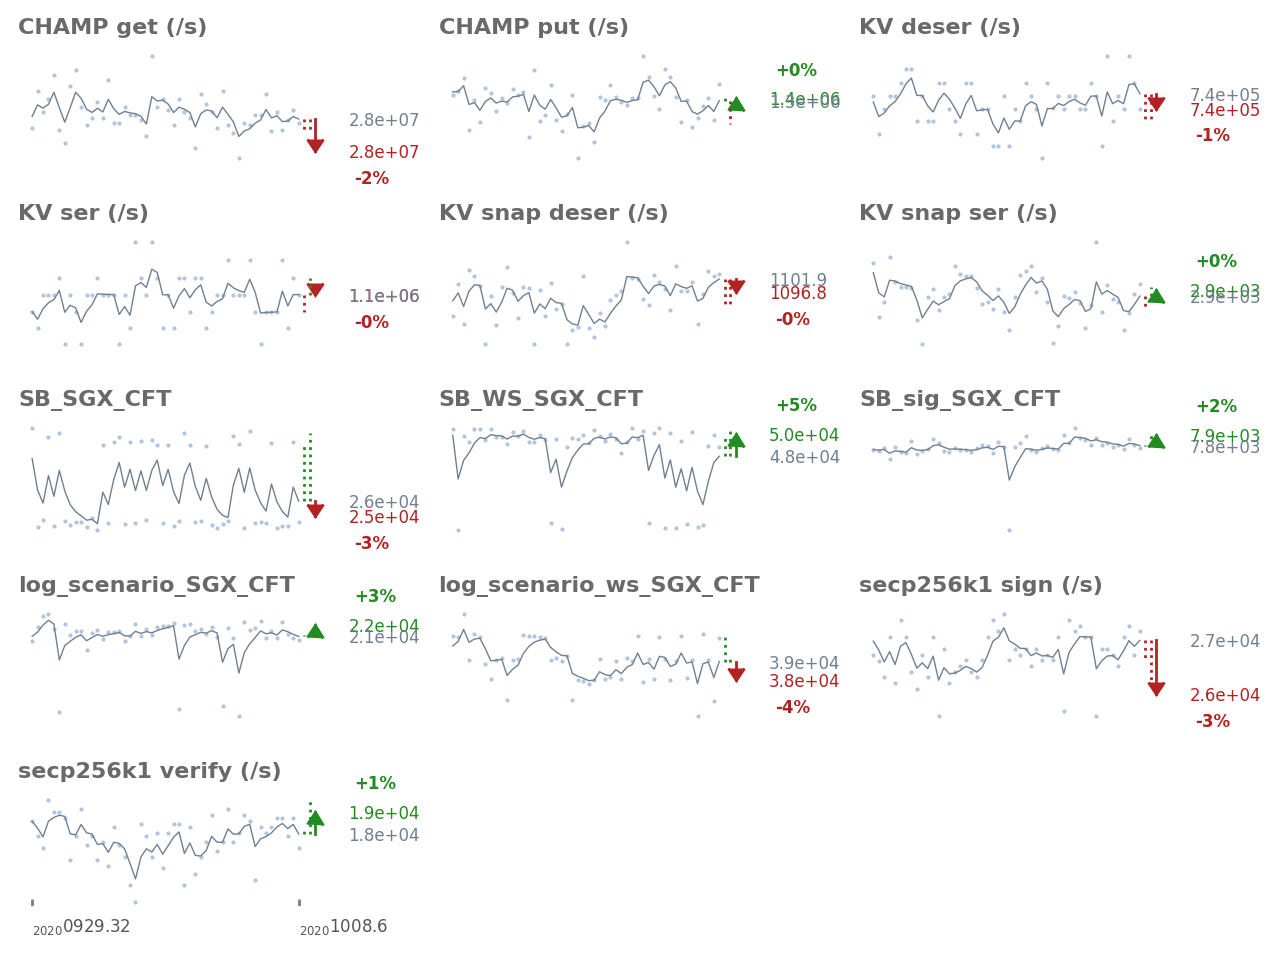 CHAMP get (/s)
2.8e+07
2.8e+07
-2%
CHAMP put (/s)
+0%
1.4e+06
KV deser (/s)
7.4e+05
7.4e+05
-1%
KV ser (/s)
1.1e+06
-0%
KV snap deser (/s)
1101.9
1096.8
-0%
KV snap ser (/s)
+0%
2.9e+03
2.9e+03
SB_SGX_CFT
2.6e+04
2.5e+04
-3%
SB_WS_SGX_CFT
+5%
5.0e+04
4.8e+04
SB_sig_SGX_CFT
+2%
7.9e+03
7.8e+03
log_scenario_SGX_CFT
+3%
2.2e+04
2.1e+04
log_scenario_ws_SGX_CFT
3.9e+04
3.8e+04
-4%
secp256k1 sign (/s)
2.7e+04
2.6e+04
-3%
secp256k1 verify (/s)
+1%
1.9e+04
1.8e+04
20200929.32
20201008.6